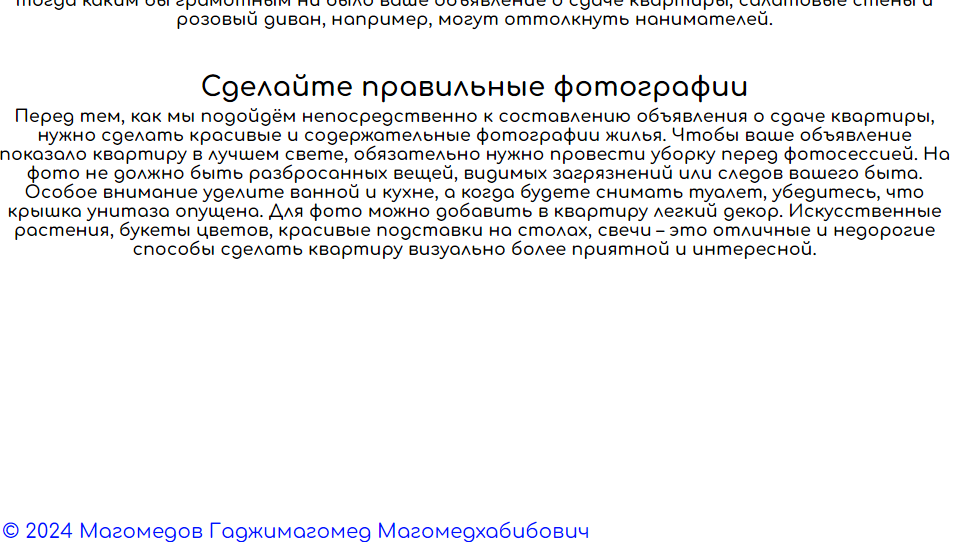 тогда каким бы грамотным ни было ваше объявление о сдаче квартиры, салатовые стены и
розовый диван, например, могут оттолкнуть нанимателей.
Сделайте правильные фотографии
Перед тем, как мы подойдём непосредственно к составлению объявления о сдаче квартиры,
нужно сделать красивые и содержательные фотографии жилья. Чтобы ваше объявление
показало квартиру в лучшем свете, обязательно нужно провести уборку перед фотосессией. На
фото не должно быть разбросанных вещей, видимых загрязнений или следов вашего быта.
Особое внимание уделите ванной и кухне, а когда будете снимать туалет, убедитесь, что
крышка унитаза опущена. Для фото можно добавить в квартиру легкий декор. Искусственные
растения, букеты цветов, красивые подставки на столах, свечи – это отличные и недорогие
способы сделать квартиру визуально более приятной и интересной.
© 2024 Магомедов Гаджимагомед Магомедхабибович